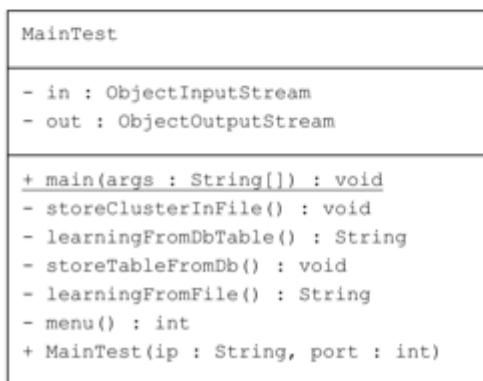 MainTest
- in : ObjectInputStream
- out : ObjectOutputStream
+ main(args : String[]) : void
- storeClusterInFile() : void
- learningFromDbTable() : String
- storeTableFromDb() : void
- learningFromFile() : String
- menu() : int
+ MainTest(ip : String, port : int)